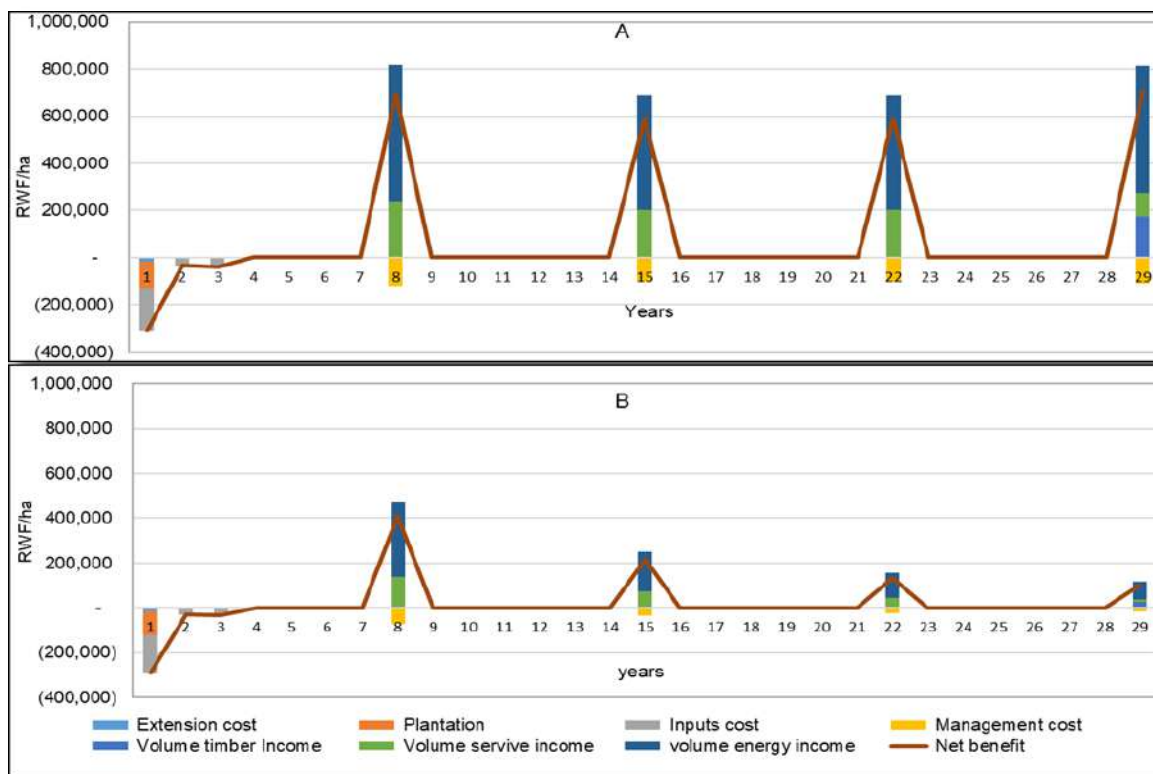 A
1,000,000
800,000
600,000
400,000
200,000
-
(200,000)
(400,000)
RWF/ha
1 2 3 4 5 6 7 8 9 10 11 12 13 14 15 16 17 18 19 20 21 22 23 24 25 26 27 28 29
Years
B
1,000,000
800,000
600,000
400,000
200,000
-
(200,000)
(400,000)
RWF/ha
1 2 3 4 5 6 7 8 9 10 11 12 13 14 15 16 17 18 19 20 21 22 23 24 25 26 27 28 29
years
Extension cost Plantation Inputs cost Management cost
Volume timber Income Volume servive income volume energy income Net benefit